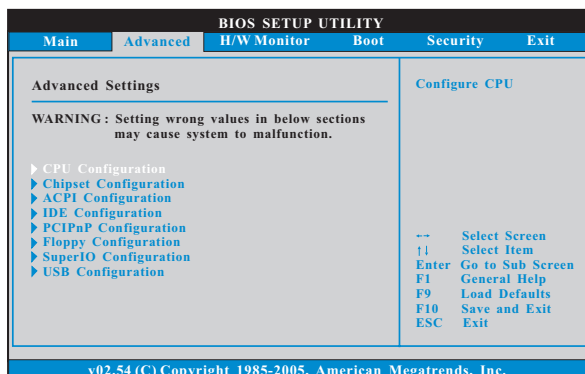 BIOS SETUP UTILITY
Main Advanced H/W Monitor Boot Security Exit
Advanced Settings
WARNING : Setting wrong values in below sections
may cause system to malfunction.
CPU Configuration
Chipset Configuration
ACPI Configuration
IDE Configuration
PCIPnP Configuration
Floppy Configuration
SuperIO Configuration
USB Configuration
Configure CPU
←→ Select Screen
↑↓ Select Item
Enter Go to Sub Screen
F1 General Help
F9 Load Defaults
F10 Save and Exit
ESC Exit
v02.54 (C) Copyright 1985-2005, American Megatrends, Inc.